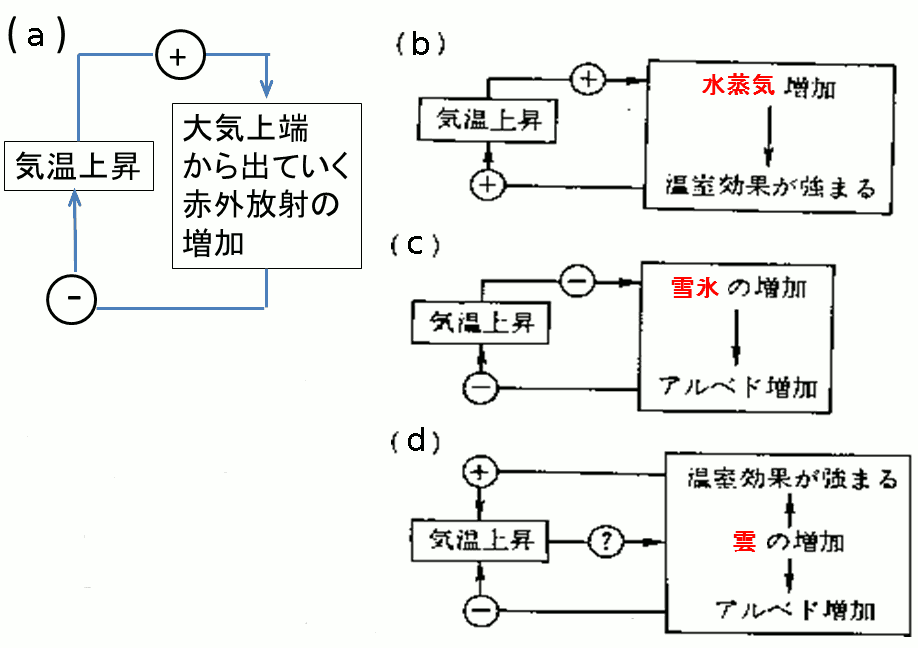 (a)
+
気温上昇
大気上端
から出ていく
赤外放射の
増加
-
(b)
+
気温上昇
水蒸気 増加
温室効果が強まる
+
(c)
−
気温上昇
雪氷 の増加
アルベド増加
−
(d)
+
温室効果が強まる
気温上昇
?
雲 の増加
アルベド増加
−